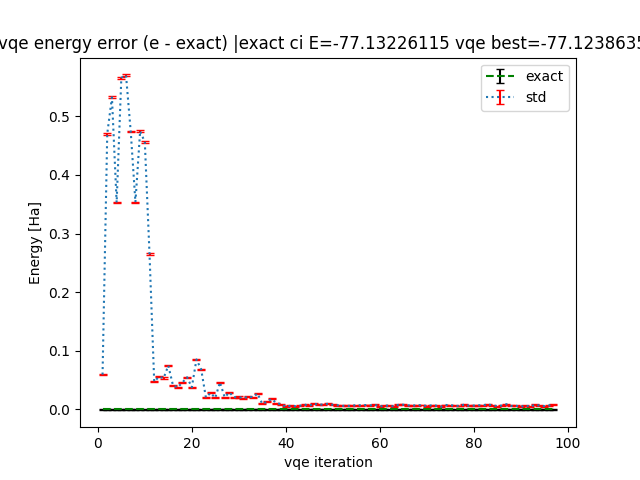 vqe energy error (e - exact) |exact ci E=-77.13226115 vqe best=-77.1238635
exact
std
Energy [Ha]
0.5
0.4
0.3
0.2
0.1
0.0
0 20 40 60 80 100
vqe iteration